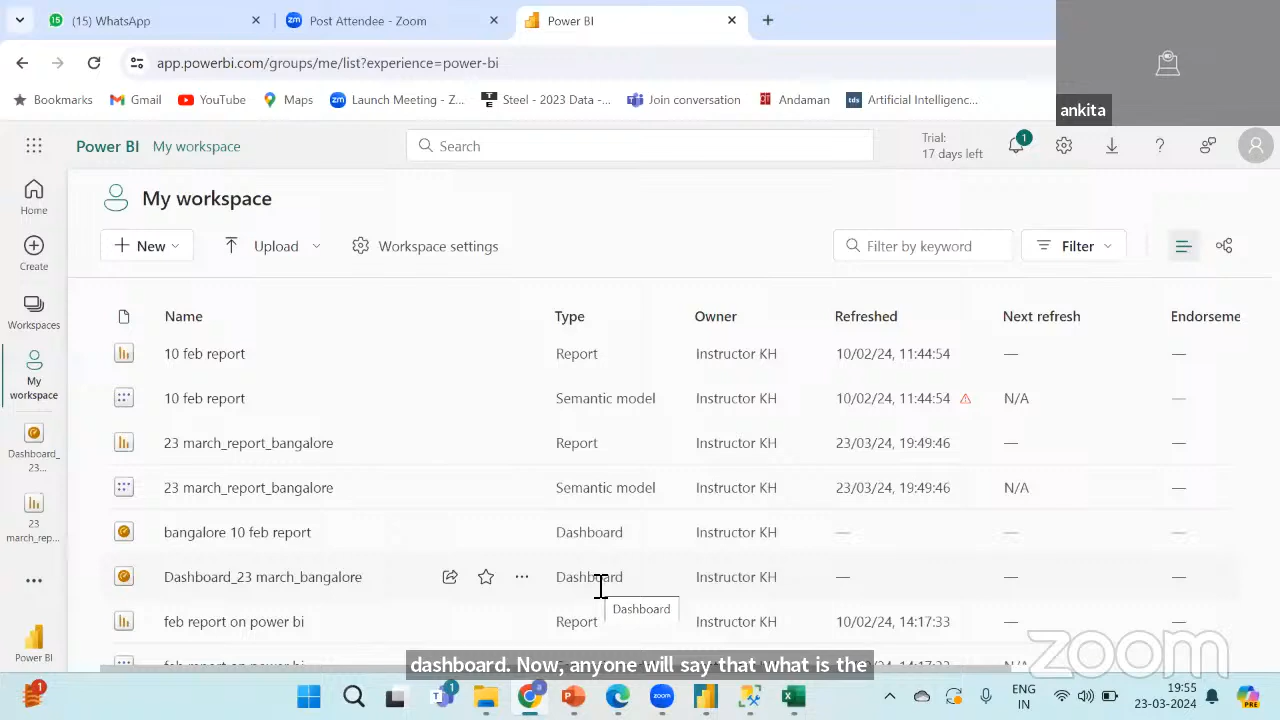 (15) WhatsApp
Post Attendee - Zoom
Power BI
app.powerbi.com/groups/me/list?experience=power-bi
Bookmarks
Gmail
YouTube
Maps
Launch Meeting - Z...
Steel - 2023 Data -...
Join conversation
Andaman
Artificial Intelligenc...
ankita
Power BI My workspace
Search
Trial:
17 days left
1
Home
Create
Workspaces
My
workspace
Dashboard_
23...
23
march_rep...
Power BI
My workspace
New
Upload
Workspace settings
Filter by keyword
Filter
Name Type Owner Refreshed Next refresh Endorseme
10 feb report Report Instructor KH 10/02/24, 11:44:54 —  —
10 feb report Semantic model Instructor KH 10/02/24, 11:44:54 N/A —
23 march_report_bangalore Report Instructor KH 23/03/24, 19:49:46 — —
23 march_report_bangalore Semantic model Instructor KH 23/03/24, 19:49:46 N/A —
bangalore 10 feb report Dashboard Instructor KH — — —
Dashboard_23 march_bangalore Dashboard Instructor KH — — —
Dashboard
feb report on power bi Report Instructor KH 10/02/24, 14:17:33 — —
dashboard. Now, anyone will say that what is the
zoom
ENG
IN
19:55
23-03-2024